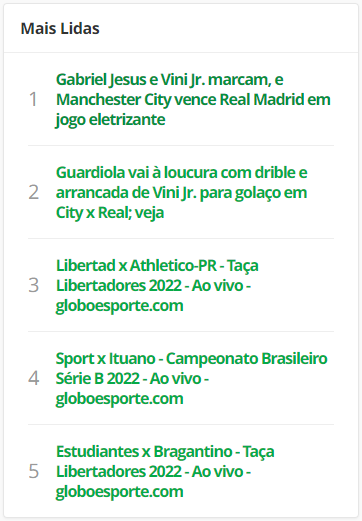 Mais Lidas
1
Gabriel Jesus e Vini Jr. marcam, e
Manchester City vence Real Madrid em
jogo eletrizante
2
Guardiola vai à loucura com drible e
arrancada de Vini Jr. para golaço em
City x Real; veja
3
Libertad x Athletico-PR - Taça
Libertadores 2022 - Ao vivo -
globoesporte.com
4
Sport x Ituano - Campeonato Brasileiro
Série B 2022 - Ao vivo -
globoesporte.com
5
Estudiantes x Bragantino - Taça
Libertadores 2022 - Ao vivo -
globoesporte.com